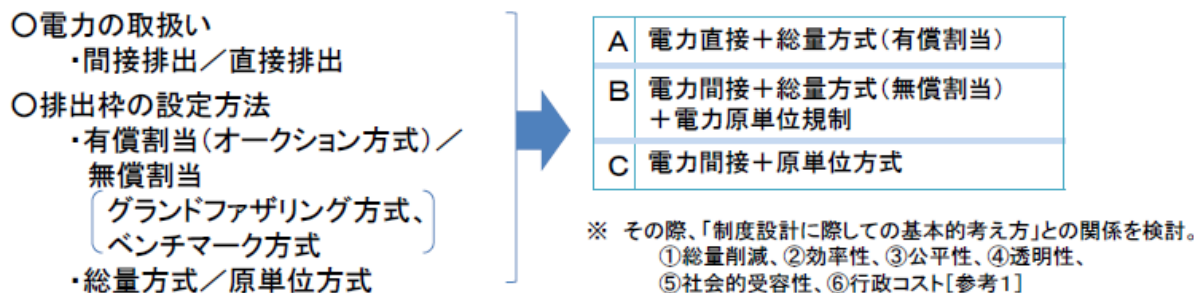 ○電力の取扱い
・間接排出／直接排出
○排出枠の設定方法
・有償割当（オークション方式）／
無償割当
グランドファザリング方式、
ベンチマーク方式
・総量方式／原単位方式
A 電力直接＋総量方式（有償割当）
B 電力間接＋総量方式（無償割当）
＋電力原単位規制
C 電力間接＋原単位方式
※ その際、「制度設計に際しての基本的考え方」との関係を検討。
①総量削減、②効率性、③公平性、④透明性、
⑤社会的受容性、⑥行政コスト［参考１］